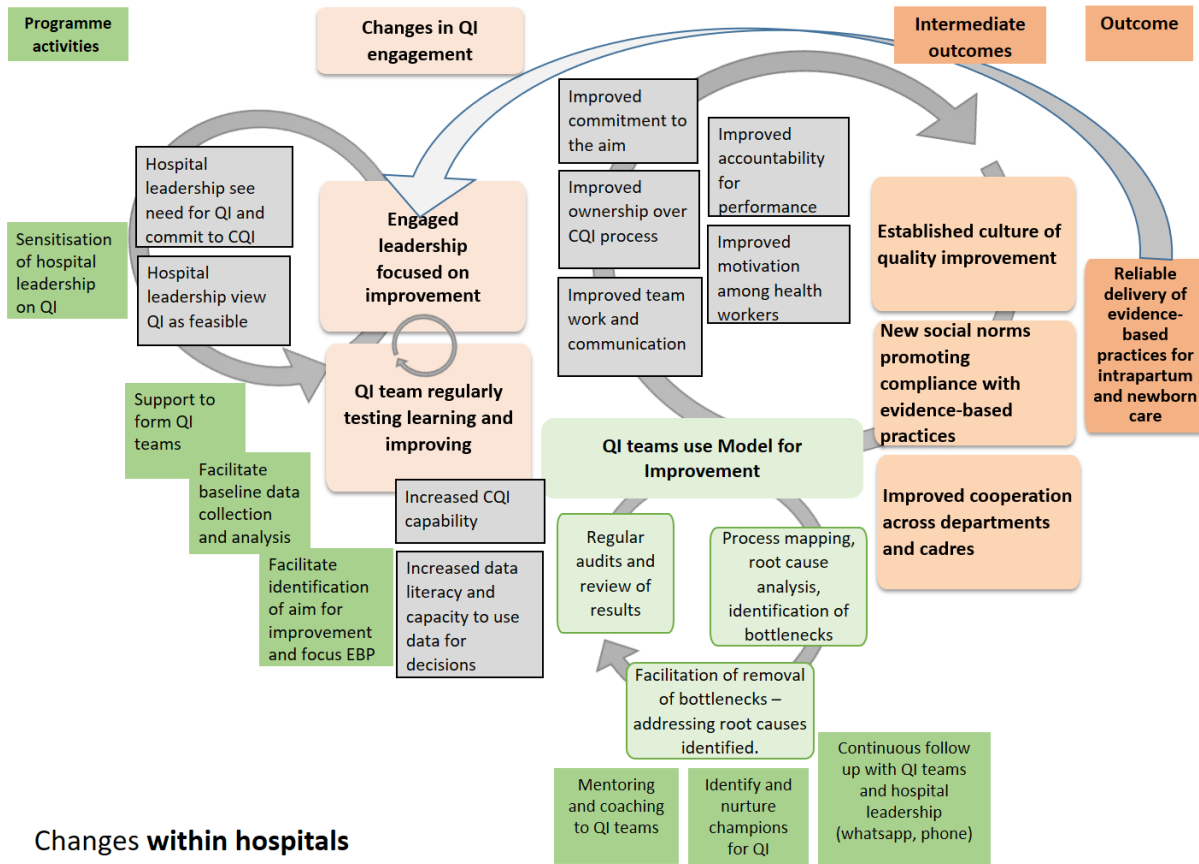 Programme
activities
Changes in QI
engagement
Intermediate
outcomes
Outcome
Hospital
leadership see
need for QI and
commit to CQI
Hospital
leadership view
QI as feasible
Sensitisation
of hospital
leadership
on QI
Engaged
leadership
focused on
improvement
QI team regularly
testing learning and
improving
Support to
form QI
teams
Facilitate
baseline data
collection
and analysis
Facilitate
identification
of aim for
improvement
and focus EBP
Increased CQI
capability
Increased data
literacy and
capacity to use
data for
decisions
Improved
commitment to
the aim
Improved
ownership over
CQI process
Improved team
work and
communication
Improved
accountability
for
performance
Improved
motivation
among health
workers
QI teams use Model for
Improvement
Regular
audits and
review of
results
Process mapping,
root cause
analysis,
identification of
bottlenecks
Facilitation of removal
of bottlenecks –
addressing root causes
identified.
Mentoring
and coaching
to QI teams
Identify and
nurture
champions
for QI
Continuous follow
up with QI teams
and hospital
leadership
(whatsapp, phone)
Established culture of
quality improvement
New social norms
promoting
compliance with
evidence-based
practices
Improved cooperation
across departments
and cadres
Reliable
delivery of
evidence-
based
practices for
intrapartum
and newborn
care
Changes within hospitals